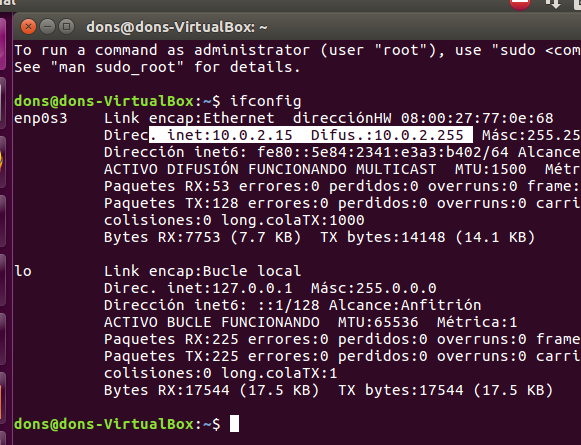 dons@dons-VirtualBox: ~
To run a command as administrator (user "root"), use "sudo <com
See "man sudo_root" for details.
dons@dons-VirtualBox:~$ ifconfig
enp0s3 Link encap:Ethernet direcciónHW 08:00:27:77:0e:68
Direc. inet:10.0.2.15 Difus.:10.0.2.255 Másc:255.25
Dirección inet6: fe80::5e84:2341:e3a3:b402/64 Alcance
ACTIVO DIFUSIÓN FUNCIONANDO MULTICAST MTU:1500 Métr
Paquetes RX:53 errores:0 perdidos:0 overruns:0 frame:
Paquetes TX:128 errores:0 perdidos:0 overruns:0 carri
colisiones:0 long.colaTX:1000
Bytes RX:7753 (7.7 KB) TX bytes:14148 (14.1 KB)
lo Link encap:Bucle local
Direc. inet:127.0.0.1 Másc:255.0.0.0
Dirección inet6: ::1/128 Alcance:Anfitrión
ACTIVO BUCLE FUNCIONANDO MTU:65536 Métrica:1
Paquetes RX:225 errores:0 perdidos:0 overruns:0 frame
Paquetes TX:225 errores:0 perdidos:0 overruns:0 carri
colisiones:0 long.colaTX:1
Bytes RX:17544 (17.5 KB) TX bytes:17544 (17.5 KB)
dons@dons-VirtualBox:~$